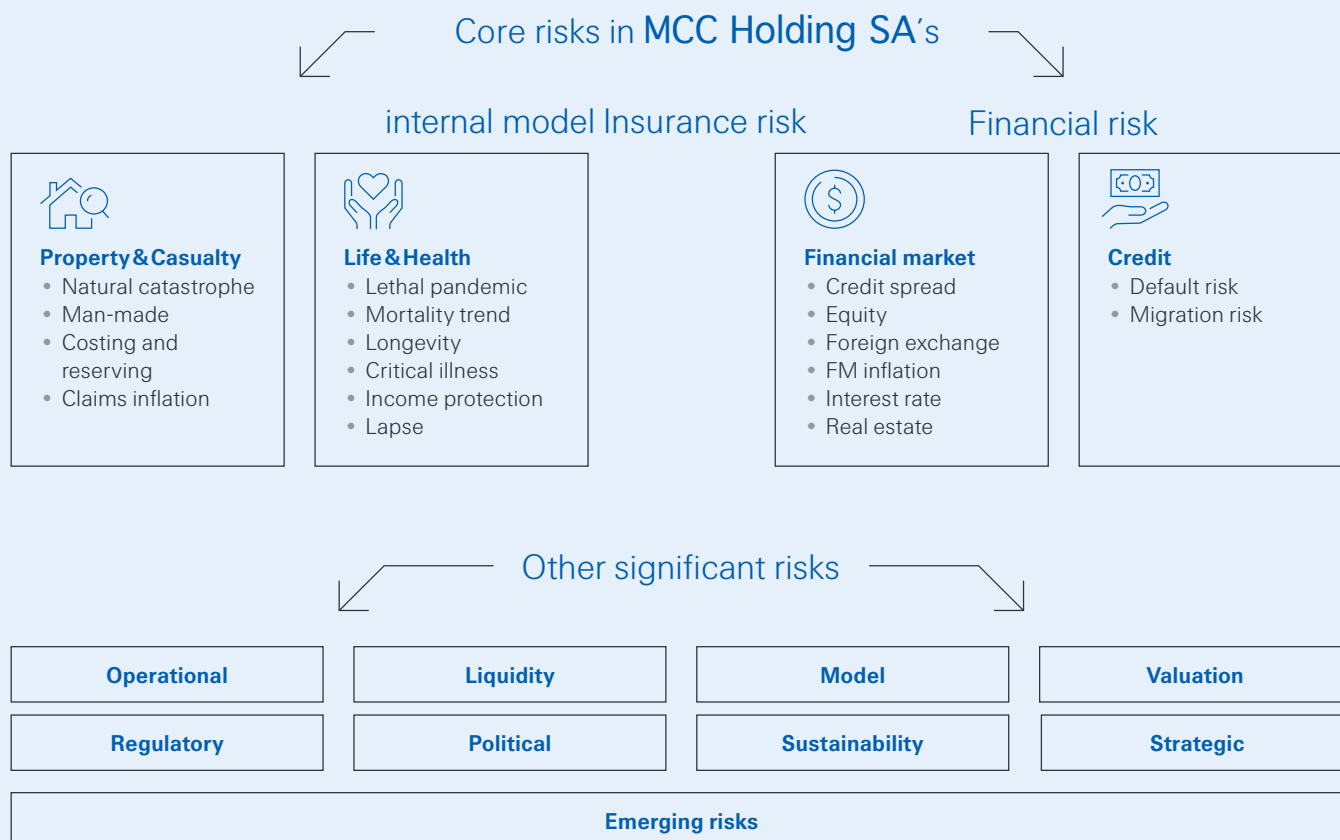 Core risks in MCC Holding SA's
internal model Insurance risk
Financial risk
Property & Casualty
• Natural catastrophe
• Man-made
• Costing and
reserving
• Claims inflation
Life & Health
• Lethal pandemic
• Mortality trend
• Longevity
• Critical illness
• Income protection
• Lapse
$
Financial market
• Credit spread
• Equity
• Foreign exchange
• FM inflation
• Interest rate
• Real estate
Credit
• Default risk
• Migration risk
Other significant risks
Operational
Liquidity
Model
Valuation
Regulatory
Political
Sustainability
Strategic
Emerging risks